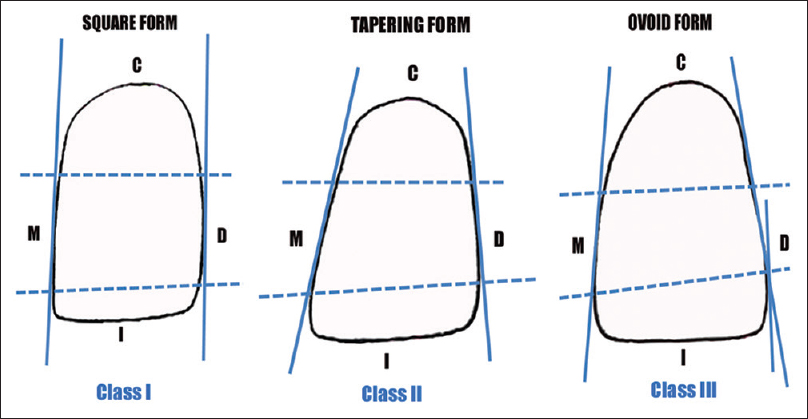 SQUARE FORM
C
M
D
I
Class I
TAPERING FORM
C
M
D
I
Class II
OVOID FORM
C
M
D
I
Class III